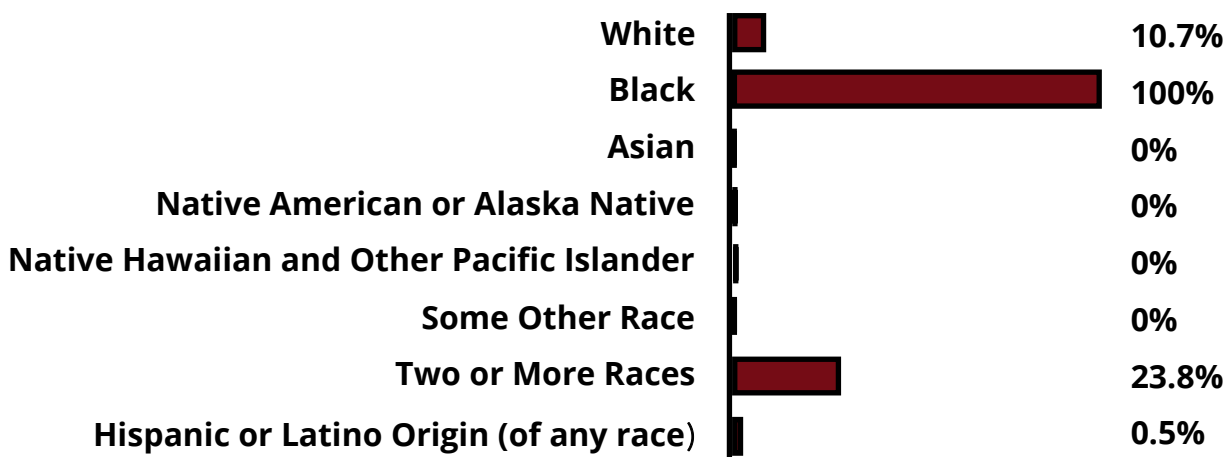 White 10.7%
Black 100%
Asian 0%
Native American or Alaska Native 0%
Native Hawaiian and Other Pacific Islander 0%
Some Other Race 0%
Two or More Races 23.8%
Hispanic or Latino Origin (of any race) 0.5%